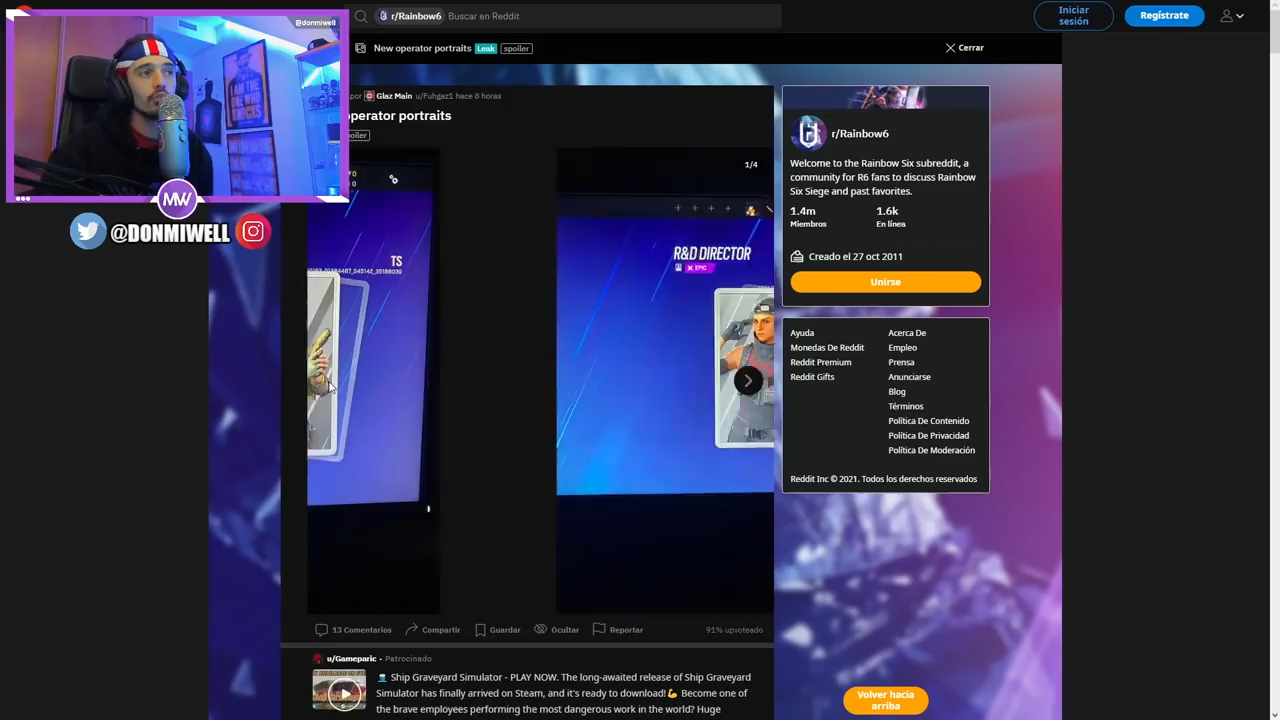 @donmiwell
r/Rainbow6
Buscar en Reddit
Iniciar sesión
Regístrate
New operator portraits
Leak
spoiler
Cerrar
por Glaz Main u/Fuhgaz1 hace 8 horas
operator portraits
oiler
1/4
TS
R&D DIRECTOR
EPIC
MW
@DONMIWELL
I AM THE
ONE WHO
KNOCKS
r/Rainbow6
Welcome to the Rainbow Six subreddit, a
community for R6 fans to discuss Rainbow
Six Siege and past favorites.
1.4m
1.6k
Miembros
En línea
Creado el 27 oct 2011
Unirse
Ayuda
Acerca De
Monedas De Reddit
Empleo
Reddit Premium
Prensa
Reddit Gifts
Anunciarse
Blog
Términos
Política De Contenido
Política De Privacidad
Política De Moderación
Reddit Inc © 2021. Todos los derechos reservados
13 Comentarios
Compartir
Guardar
Ocultar
Reportar
91% upvoteado
u/Gameparic • Patrocinado
Ship Graveyard Simulator - PLAY NOW. The long-awaited release of Ship Graveyard
Simulator has finally arrived on Steam, and it's ready to download!💪 Become one of
the brave employees performing the most dangerous work in the world? Huge
Volver hacia
arriba